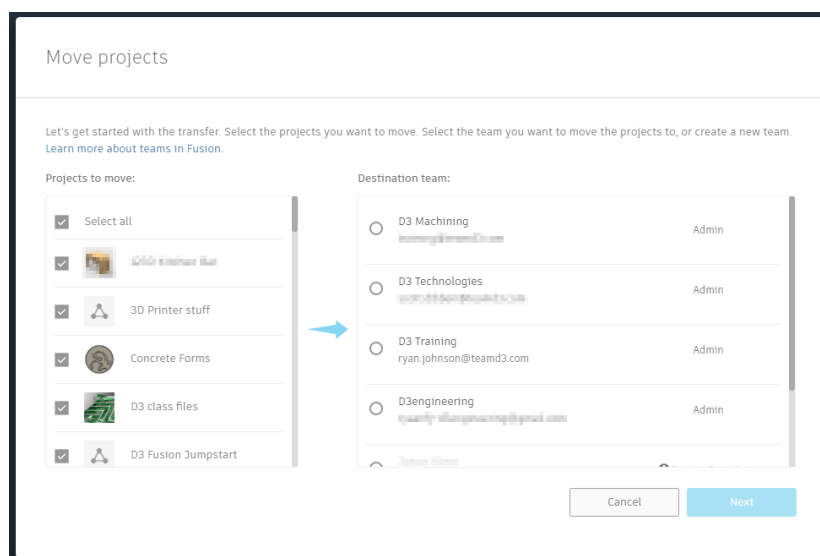 Move projects
Let's get started with the transfer. Select the projects you want to move. Select the team you want to move the projects to, or create a new team.
Learn more about teams in Fusion.
Projects to move:
Select all
3D Printer stuff
Concrete Forms
D3 class files
D3 Fusion Jumpstart
Destination team:
D3 Machining
Admin
D3 Technologies
Admin
D3 Training
ryan.johnson@teamd3.com
Admin
D3engineering
Admin
Cancel
Next